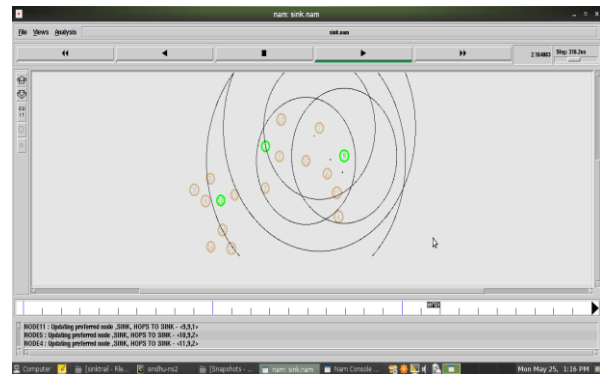 nam: sink.nam
File Views Analysis
sink.nam
2.164003 Step: 316.2ms
NODE11 : Updating preferred node ,SINK, HOPS TO SINK - <9,9,1>
NODE5 : Updating preferred node ,SINK, HOPS TO SINK - <9,9,2>
NODE4 : Updating preferred node ,SINK, HOPS TO SINK - <11,9,2>
Computer [sinktrail - File... sindhu-ns2 [Snapshots - ... nam: sink.nam Nam Console ... Mon May 25, 1:16 PM